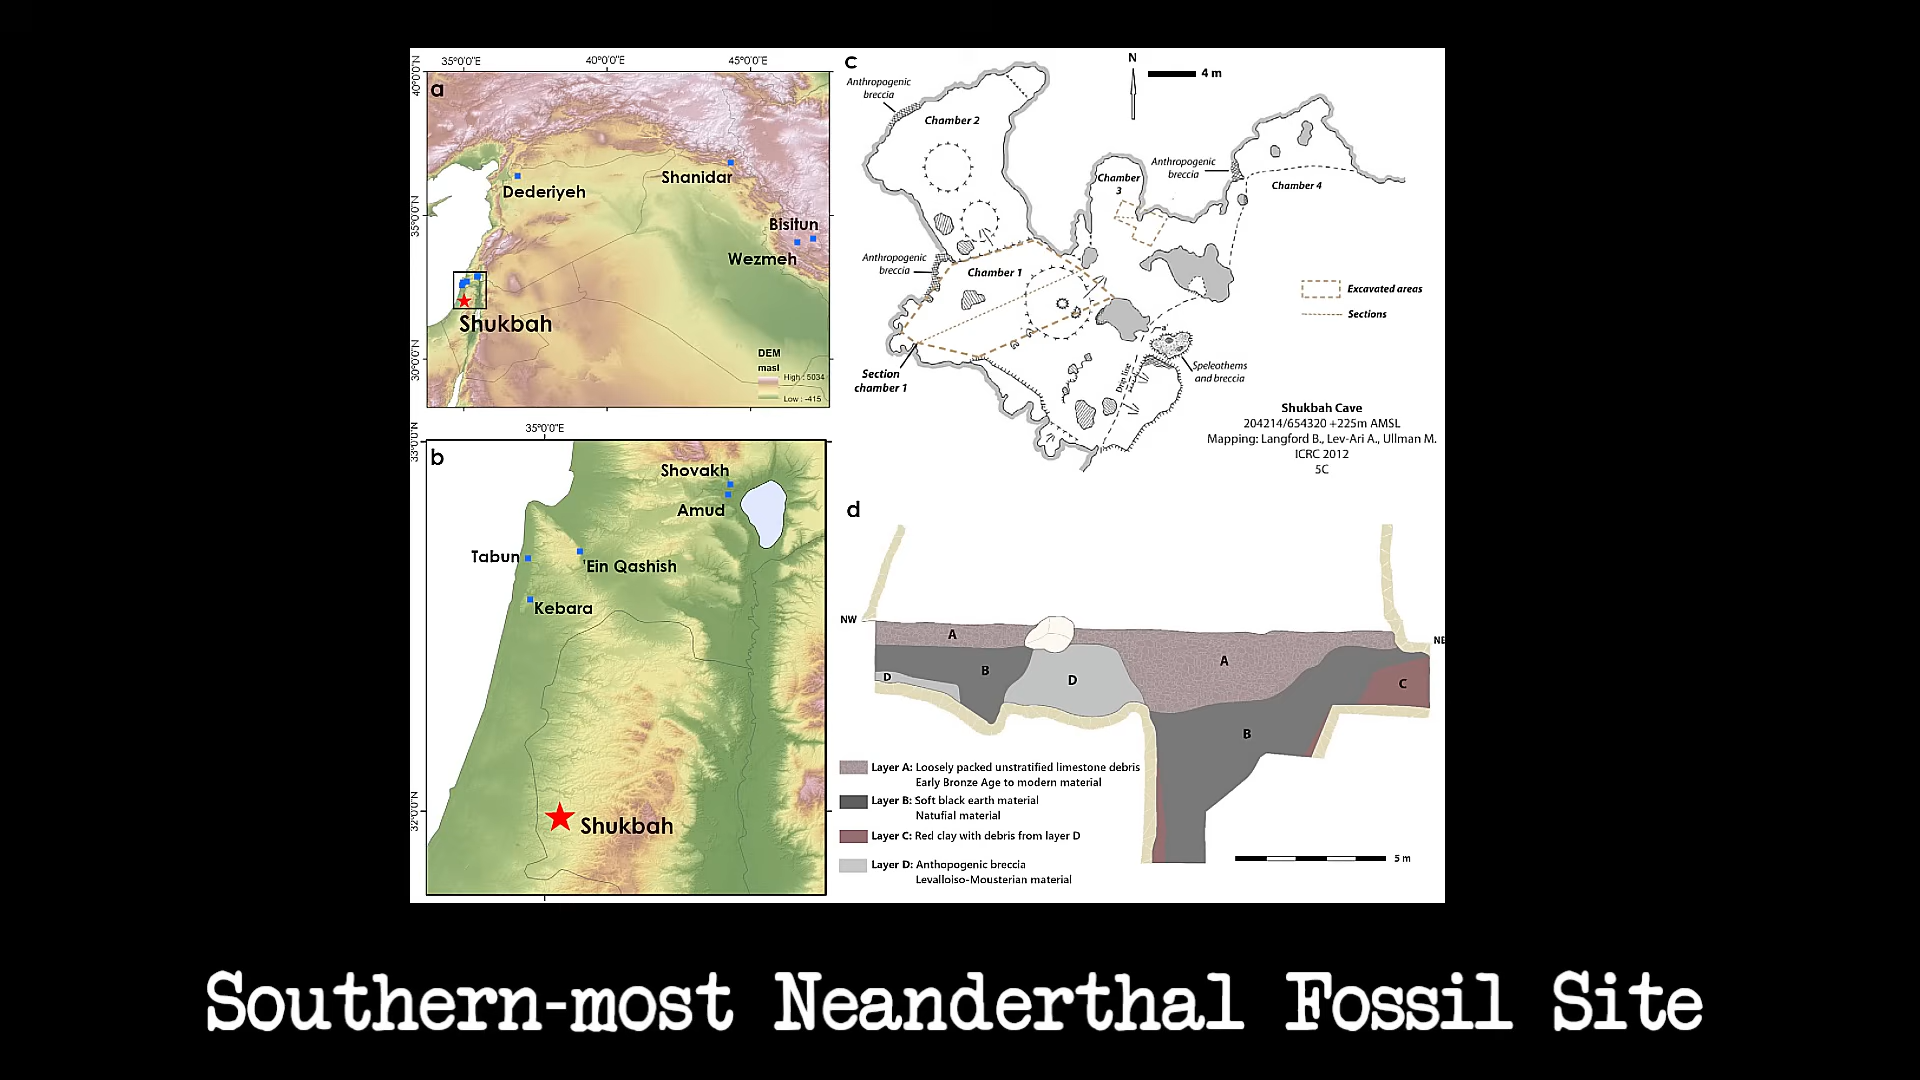 a
35°0'0"E
40°0'0"E
45°0'0"E
40°0'0"N
35°0'0"N
30°0'0"N
Dederiyeh
Shanidar
Bisitun
Wezmeh
Shukbah
DEM
masl
High : 5034
Low : -415
b
35°0'0"E
33°0'0"N
32°0'0"N
Shovakh
Amud
Tabun
'Ein Qashish
Kebara
Shukbah
c
N
4 m
Anthropogenic
breccia
Chamber 2
Anthropogenic
breccia
Chamber
3
Chamber 4
Anthropogenic
breccia
Chamber 1
Excavated areas
Sections
Section
chamber 1
Drip line
Speleothems
and breccia
Shukbah Cave
204214/654320 +225m AMSL
Mapping: Langford B., Lev-Ari A., Ullman M.
ICRC 2012
5C
d
NW
NE
A
B
D
D
A
B
C
Layer A: Loosely packed unstratified limestone debris
Early Bronze Age to modern material
Layer B: Soft black earth material
Natufial material
Layer C: Red clay with debris from layer D
Layer D: Anthopogenic breccia
Levalloiso-Mousterian material
5 m
Southern-most Neanderthal Fossil Site